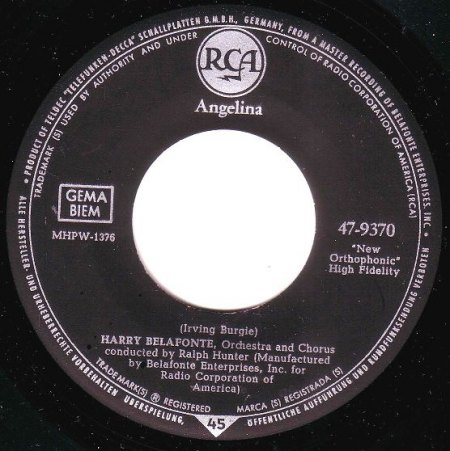 • PRODUCT OF TELDEC "TELEFUNKEN-DECCA" SCHALLPLATTEN G.M.B.H., GERMANY, FROM A MASTER RECORDING OF BELAFONTE ENTERPRISES, INC. •
TRADEMARK (S) USED BY AUTHORITY AND UNDER CONTROL OF RADIO CORPORATION OF AMERICA (RCA)
RCA
Angelina
GEMA
BIEM
MHPW-1376
47-9370
"New
Orthophonic"
High Fidelity
(Irving Burgie)
HARRY BELAFONTE, Orchestra and Chorus
conducted by Ralph Hunter (Manufactured
by Belafonte Enterprises, Inc. for
Radio Corporation of
America)
TRADEMARK(S) ® REGISTERED
MARCA (S) REGISTRADA (S)
ALLE HERSTELLER- UND URHEBERRECHTE VORBEHALTEN
ÜBERSPIELUNG, ÖFFENTLICHE AUFFÜHRUNG UND RUNDFUNKSENDUNG VERBOTEN
45